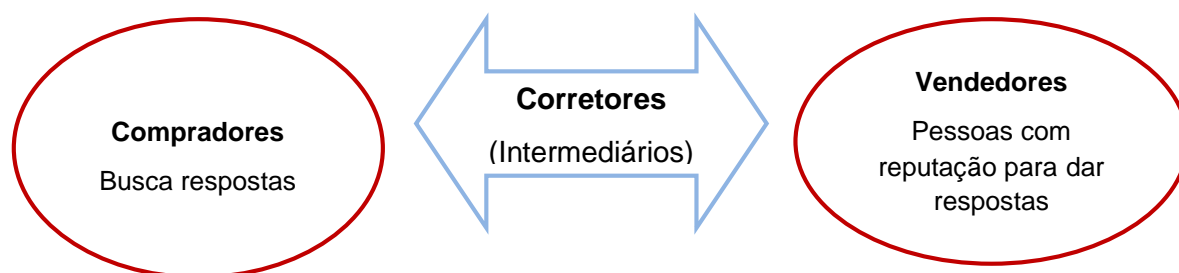 Compradores
Busca respostas
Corretores
(Intermediários)
Vendedores
Pessoas com
reputação para dar
respostas